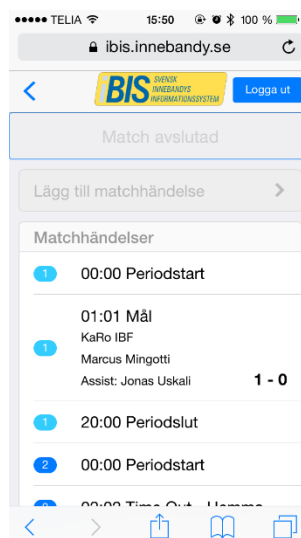 TELIA 15:50 100 %
ibis.innebandy.se
BIS SVENSK INNEBANDYS INFORMATIONSSYSTEM
Logga ut
Match avslutad
Lägg till matchhändelse
Matchhändelser
1 00:00 Periodstart
01:01 Mål
KaRo IBF
1 Marcus Mingotti
Assist: Jonas Uskali 1 - 0
1 20:00 Periodslut
2 00:00 Periodstart
Time Out